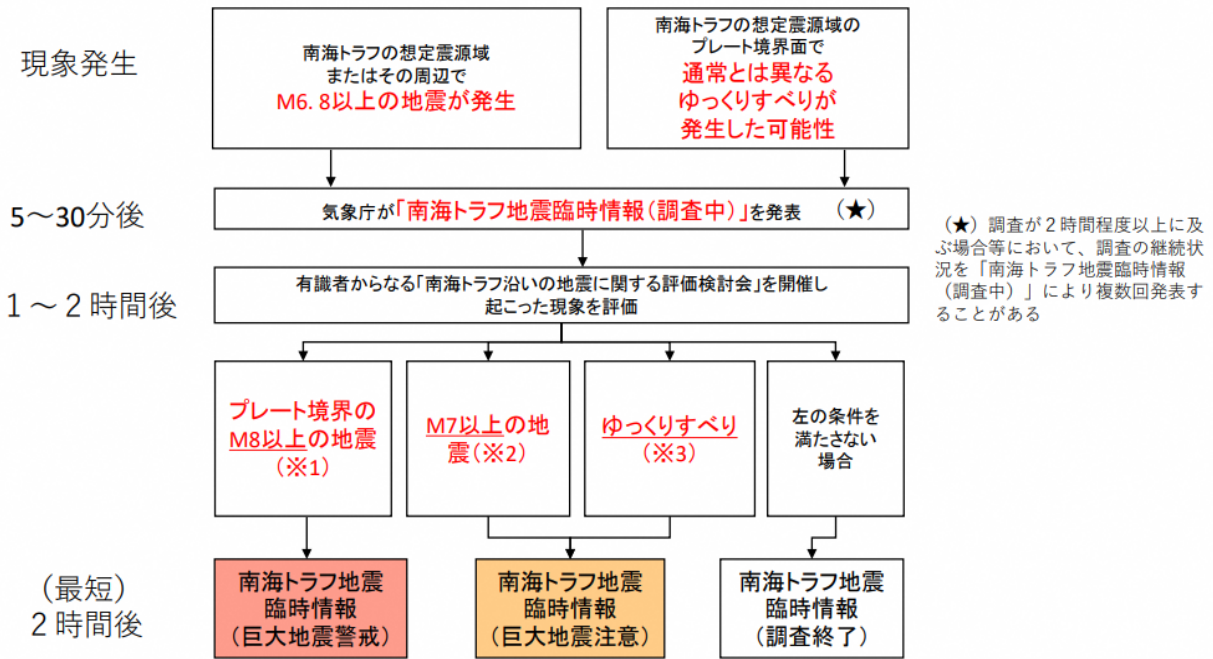 現象発生
南海トラフの想定震源域
またはその周辺で
M6. 8以上の地震が発生
南海トラフの想定震源域の
プレート境界面で
通常とは異なる
ゆっくりすべりが
発生した可能性
5～30分後
気象庁が「南海トラフ地震臨時情報(調査中)」を発表 (★)
(★)調査が2時間程度以上に及
ぶ場合等において、調査の継続状
況を「南海トラフ地震臨時情報
(調査中)」により複数回発表す
ることがある
1～2時間後
有識者からなる「南海トラフ沿いの地震に関する評価検討会」を開催し
起こった現象を評価
プレート境界の
M8以上の地震
(※1)
M7以上の地
震(※2)
ゆっくりすべり
(※3)
左の条件を
満たさない
場合
(最短)
2時間後
南海トラフ地震
臨時情報
(巨大地震警戒)
南海トラフ地震
臨時情報
(巨大地震注意)
南海トラフ地震
臨時情報
(調査終了)